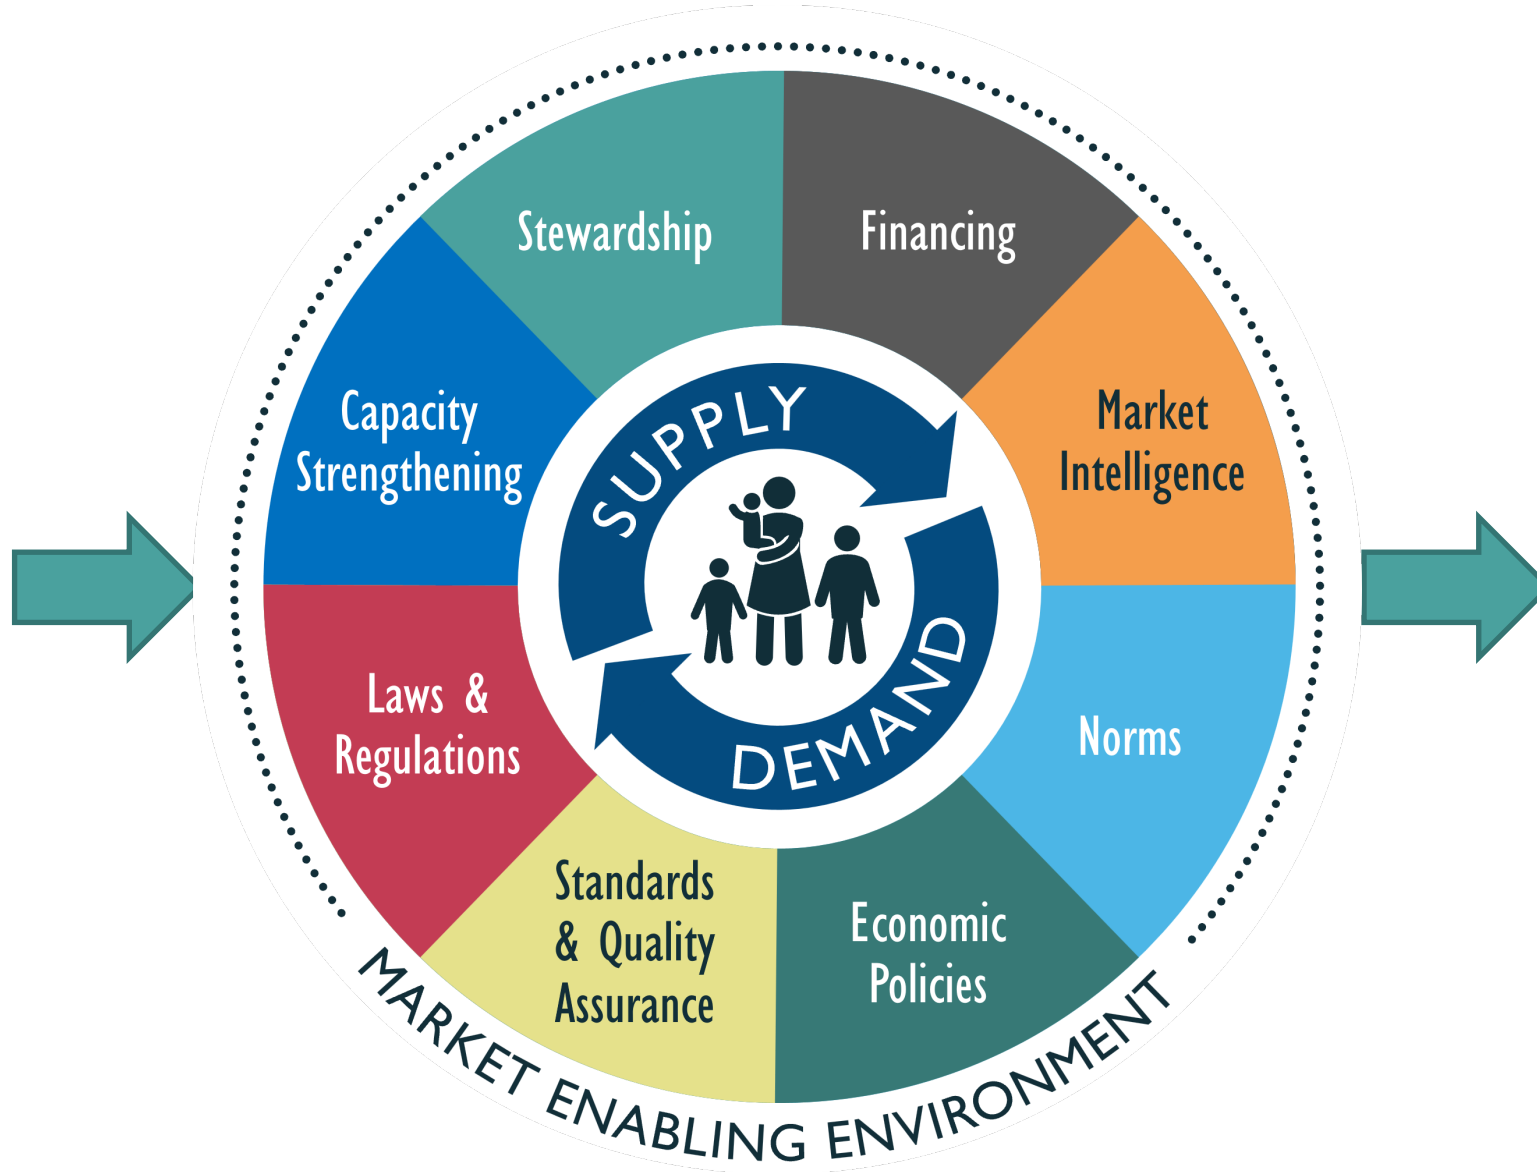 Stewardship
Financing
Market
Intelligence
Norms
Economic
Policies
Standards
& Quality
Assurance
Laws &
Regulations
Capacity
Strengthening
SUPPLY
DEMAND
MARKET ENABLING ENVIRONMENT